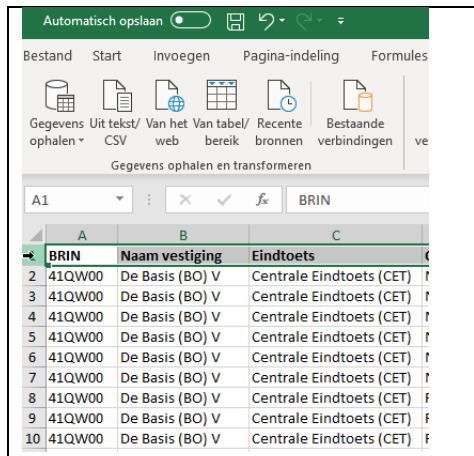 Automatisch opslaan
Bestand Start Invoegen Pagina-indeling Formules
Gegevens ophalen Uit tekst/ CSV Van het web Van tabel/ bereik Recente bronnen Bestaande verbindingen ve
Gegevens ophalen en transformeren
A1 fx BRIN
A B C
BRIN Naam vestiging Eindtoets
2 41QW00 De Basis (BO) V Centrale Eindtoets (CET)
3 41QW00 De Basis (BO) V Centrale Eindtoets (CET)
4 41QW00 De Basis (BO) V Centrale Eindtoets (CET)
5 41QW00 De Basis (BO) V Centrale Eindtoets (CET)
6 41QW00 De Basis (BO) V Centrale Eindtoets (CET)
7 41QW00 De Basis (BO) V Centrale Eindtoets (CET)
8 41QW00 De Basis (BO) V Centrale Eindtoets (CET)
9 41QW00 De Basis (BO) V Centrale Eindtoets (CET)
10 41QW00 De Basis (BO) V Centrale Eindtoets (CET)